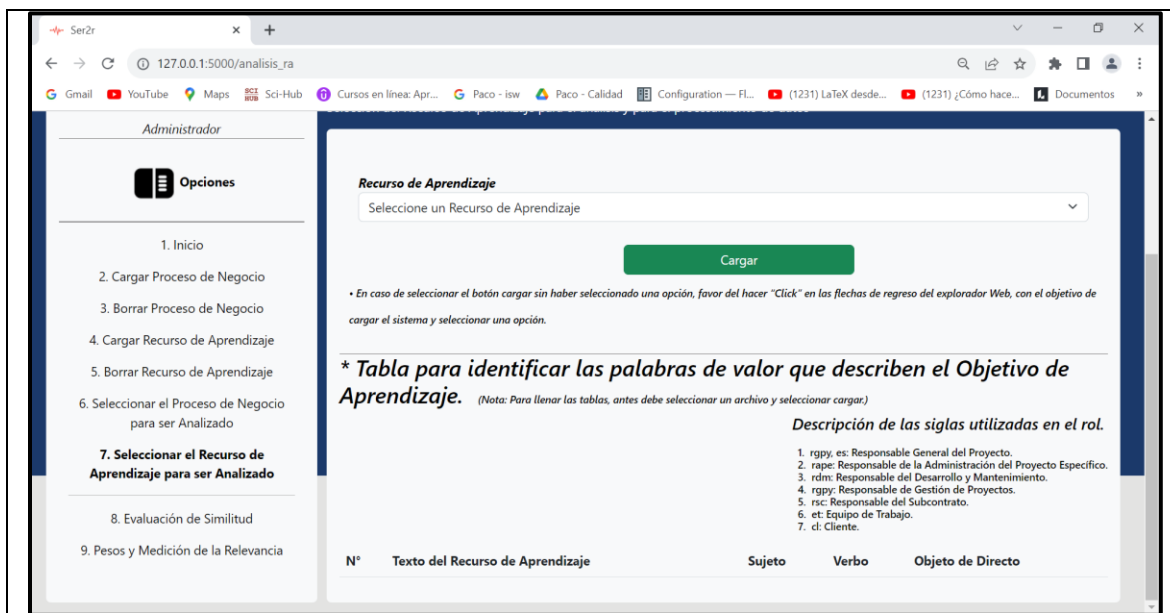 Ser2r
127.0.0.1:5000/analisis_ra
Gmail YouTube Maps SCI HUB Sci-Hub Cursos en línea: Apr... Paco - isw Paco - Calidad Configuration — Fl... (1231) LaTeX desde... (1231) ¿Cómo hace... Documentos »
Administrador
Opciones
1. Inicio
2. Cargar Proceso de Negocio
3. Borrar Proceso de Negocio
4. Cargar Recurso de Aprendizaje
5. Borrar Recurso de Aprendizaje
6. Seleccionar el Proceso de Negocio
para ser Analizado
7. Seleccionar el Recurso de
Aprendizaje para ser Analizado
8. Evaluación de Similitud
9. Pesos y Medición de la Relevancia
Recurso de Aprendizaje
Seleccione un Recurso de Aprendizaje
Cargar
• En caso de seleccionar el botón cargar sin haber seleccionado una opción, favor del hacer "Click" en las flechas de regreso del explorador Web, con el objetivo de
cargar el sistema y seleccionar una opción.
* Tabla para identificar las palabras de valor que describen el Objetivo de
Aprendizaje. (Nota: Para llenar las tablas, antes debe seleccionar un archivo y seleccionar cargar.)
Descripción de las siglas utilizadas en el rol.
1. rgpy, es: Responsable General del Proyecto.
2. rape: Responsable de la Administración del Proyecto Específico.
3. rdm: Responsable del Desarrollo y Mantenimiento.
4. rgpy: Responsable de Gestión de Proyectos.
5. rsc: Responsable del Subcontrato.
6. et: Equipo de Trabajo.
7. cl: Cliente.
N° Texto del Recurso de Aprendizaje Sujeto Verbo Objeto de Directo